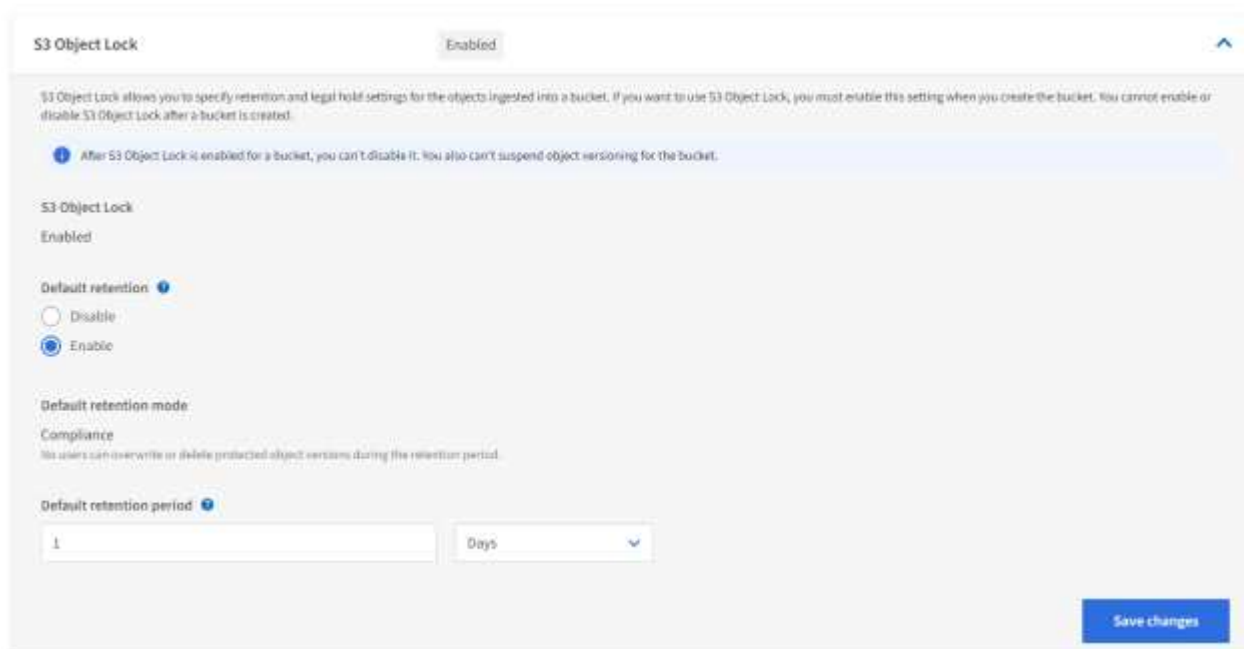 S3 Object Lock
Enabled
S3 Object Lock allows you to specify retention and legal hold settings for the objects ingested into a bucket. If you want to use S3 Object Lock, you must enable this setting when you create the bucket. You cannot enable or
disable S3 Object Lock after a bucket is created.
After S3 Object Lock is enabled for a bucket, you can't disable it. You also can't suspend object versioning for the bucket.
S3 Object Lock
Enabled
Default retention
Disable
Enable
Default retention mode
Compliance
No users can overwrite or delete protected object versions during the retention period.
Default retention period
1
Days
Save changes